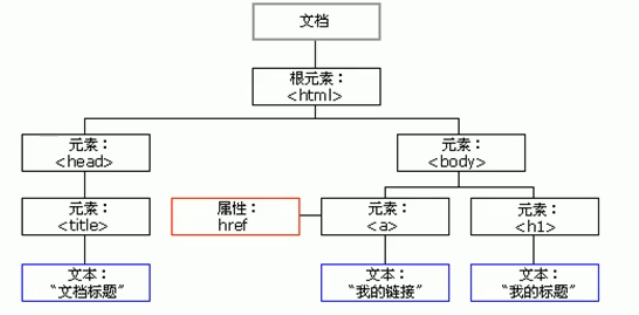 文档
根元素：
<html>
元素：
<head>
元素：
<body>
元素：
<title>
属性：
href
元素：
<a>
元素：
<h1>
文本：
“文档标题”
文本：
“我的链接”
文本：
“我的标题”